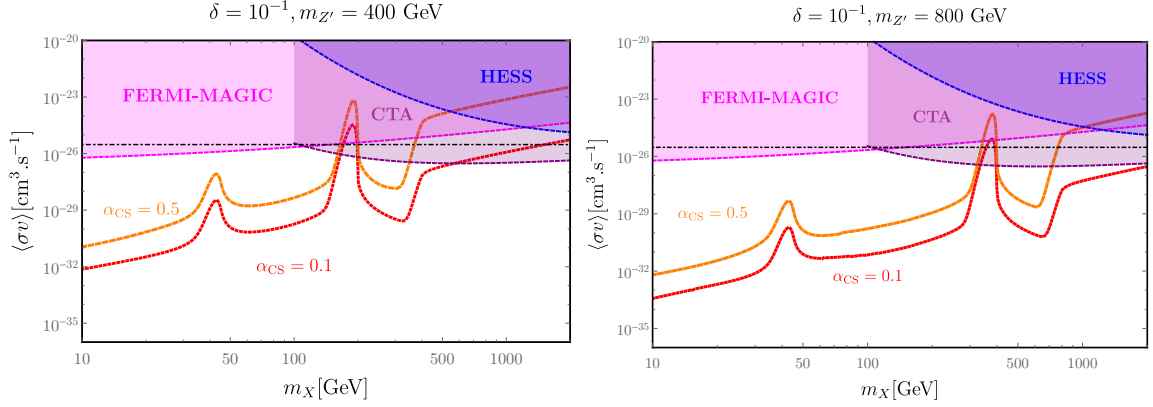 δ = 10⁻¹, m_Z′ = 400 GeV
10⁻²⁰
10⁻²³
10⁻²⁶
10⁻²⁹
10⁻³²
10⁻³⁵
⟨σv⟩[cm³.s⁻¹]
FERMI-MAGIC
HESS
CTA
α_CS = 0.5
α_CS = 0.1
10 50 100 500 1000
m_X[GeV]
δ = 10⁻¹, m_Z′ = 800 GeV
10⁻²⁰
10⁻²³
10⁻²⁶
10⁻²⁹
10⁻³²
10⁻³⁵
⟨σv⟩[cm³.s⁻¹]
HESS
FERMI-MAGIC
CTA
α_CS = 0.5
α_CS = 0.1
10 50 100 500 1000
m_X[GeV]